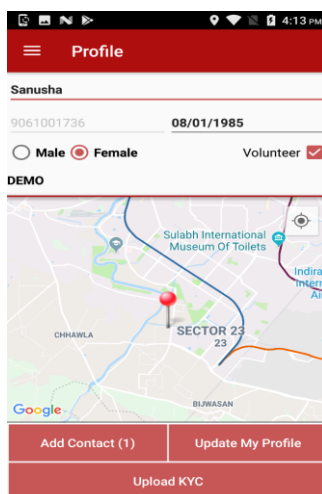 4:13 PM
Profile
Sanusha
9061001736
08/01/1985
Male
Female
Volunteer
DEMO
Sulabh International
Museum Of Toilets
Indira
Intern
Ai
SECTOR 23
23
CHHAWLA
BIJWASAN
Google
Add Contact (1)
Update My Profile
Upload KYC